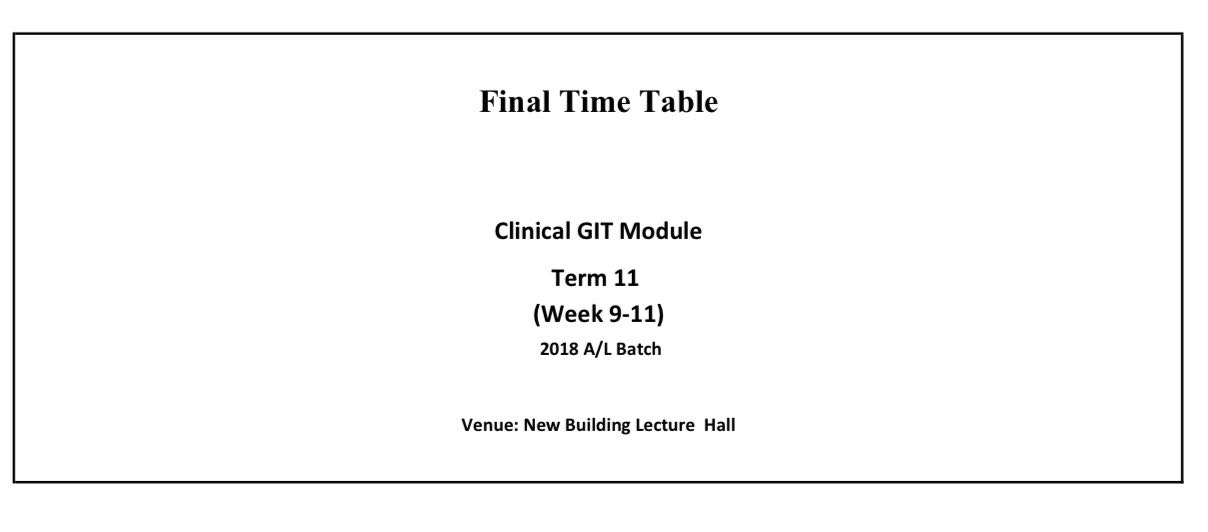 Final Time Table
Clinical GIT Module
Term 11
(Week 9-11)
2018 A/L Batch
Venue: New Building Lecture Hall